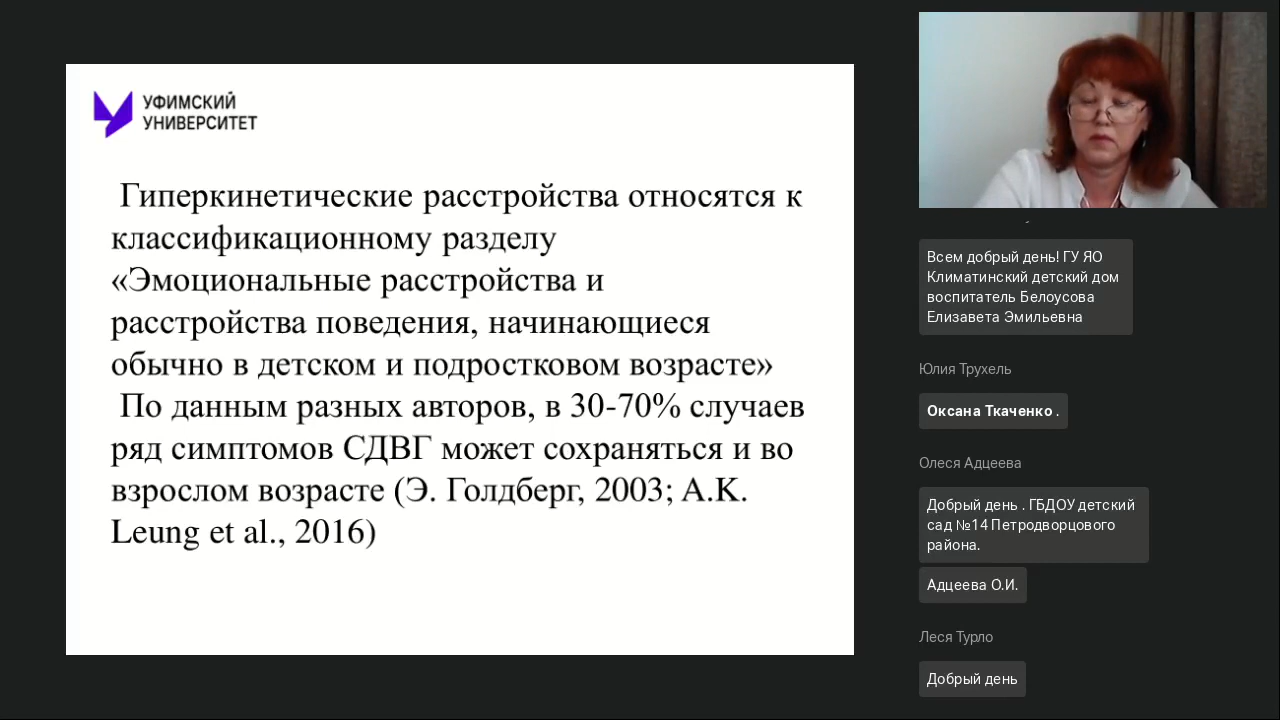 УФИМСКИЙ
УНИВЕРСИТЕТ
Гиперкинетические расстройства относятся к
классификационному разделу
«Эмоциональные расстройства и
расстройства поведения, начинающиеся
обычно в детском и подростковом возрасте»
По данным разных авторов, в 30-70% случаев
ряд симптомов СДВГ может сохраняться и во
взрослом возрасте (Э. Голдберг, 2003; A.K.
Leung et al., 2016)
Всем добрый день! ГУ ЯО
Климатинский детский дом
воспитатель Белоусова
Елизавета Эмильевна
Юлия Трухель
Оксана Ткаченко .
Олеся Адцеева
Добрый день . ГБДОУ детский
сад №14 Петродворцового
района.
Адцеева О.И.
Леся Турло
Добрый день